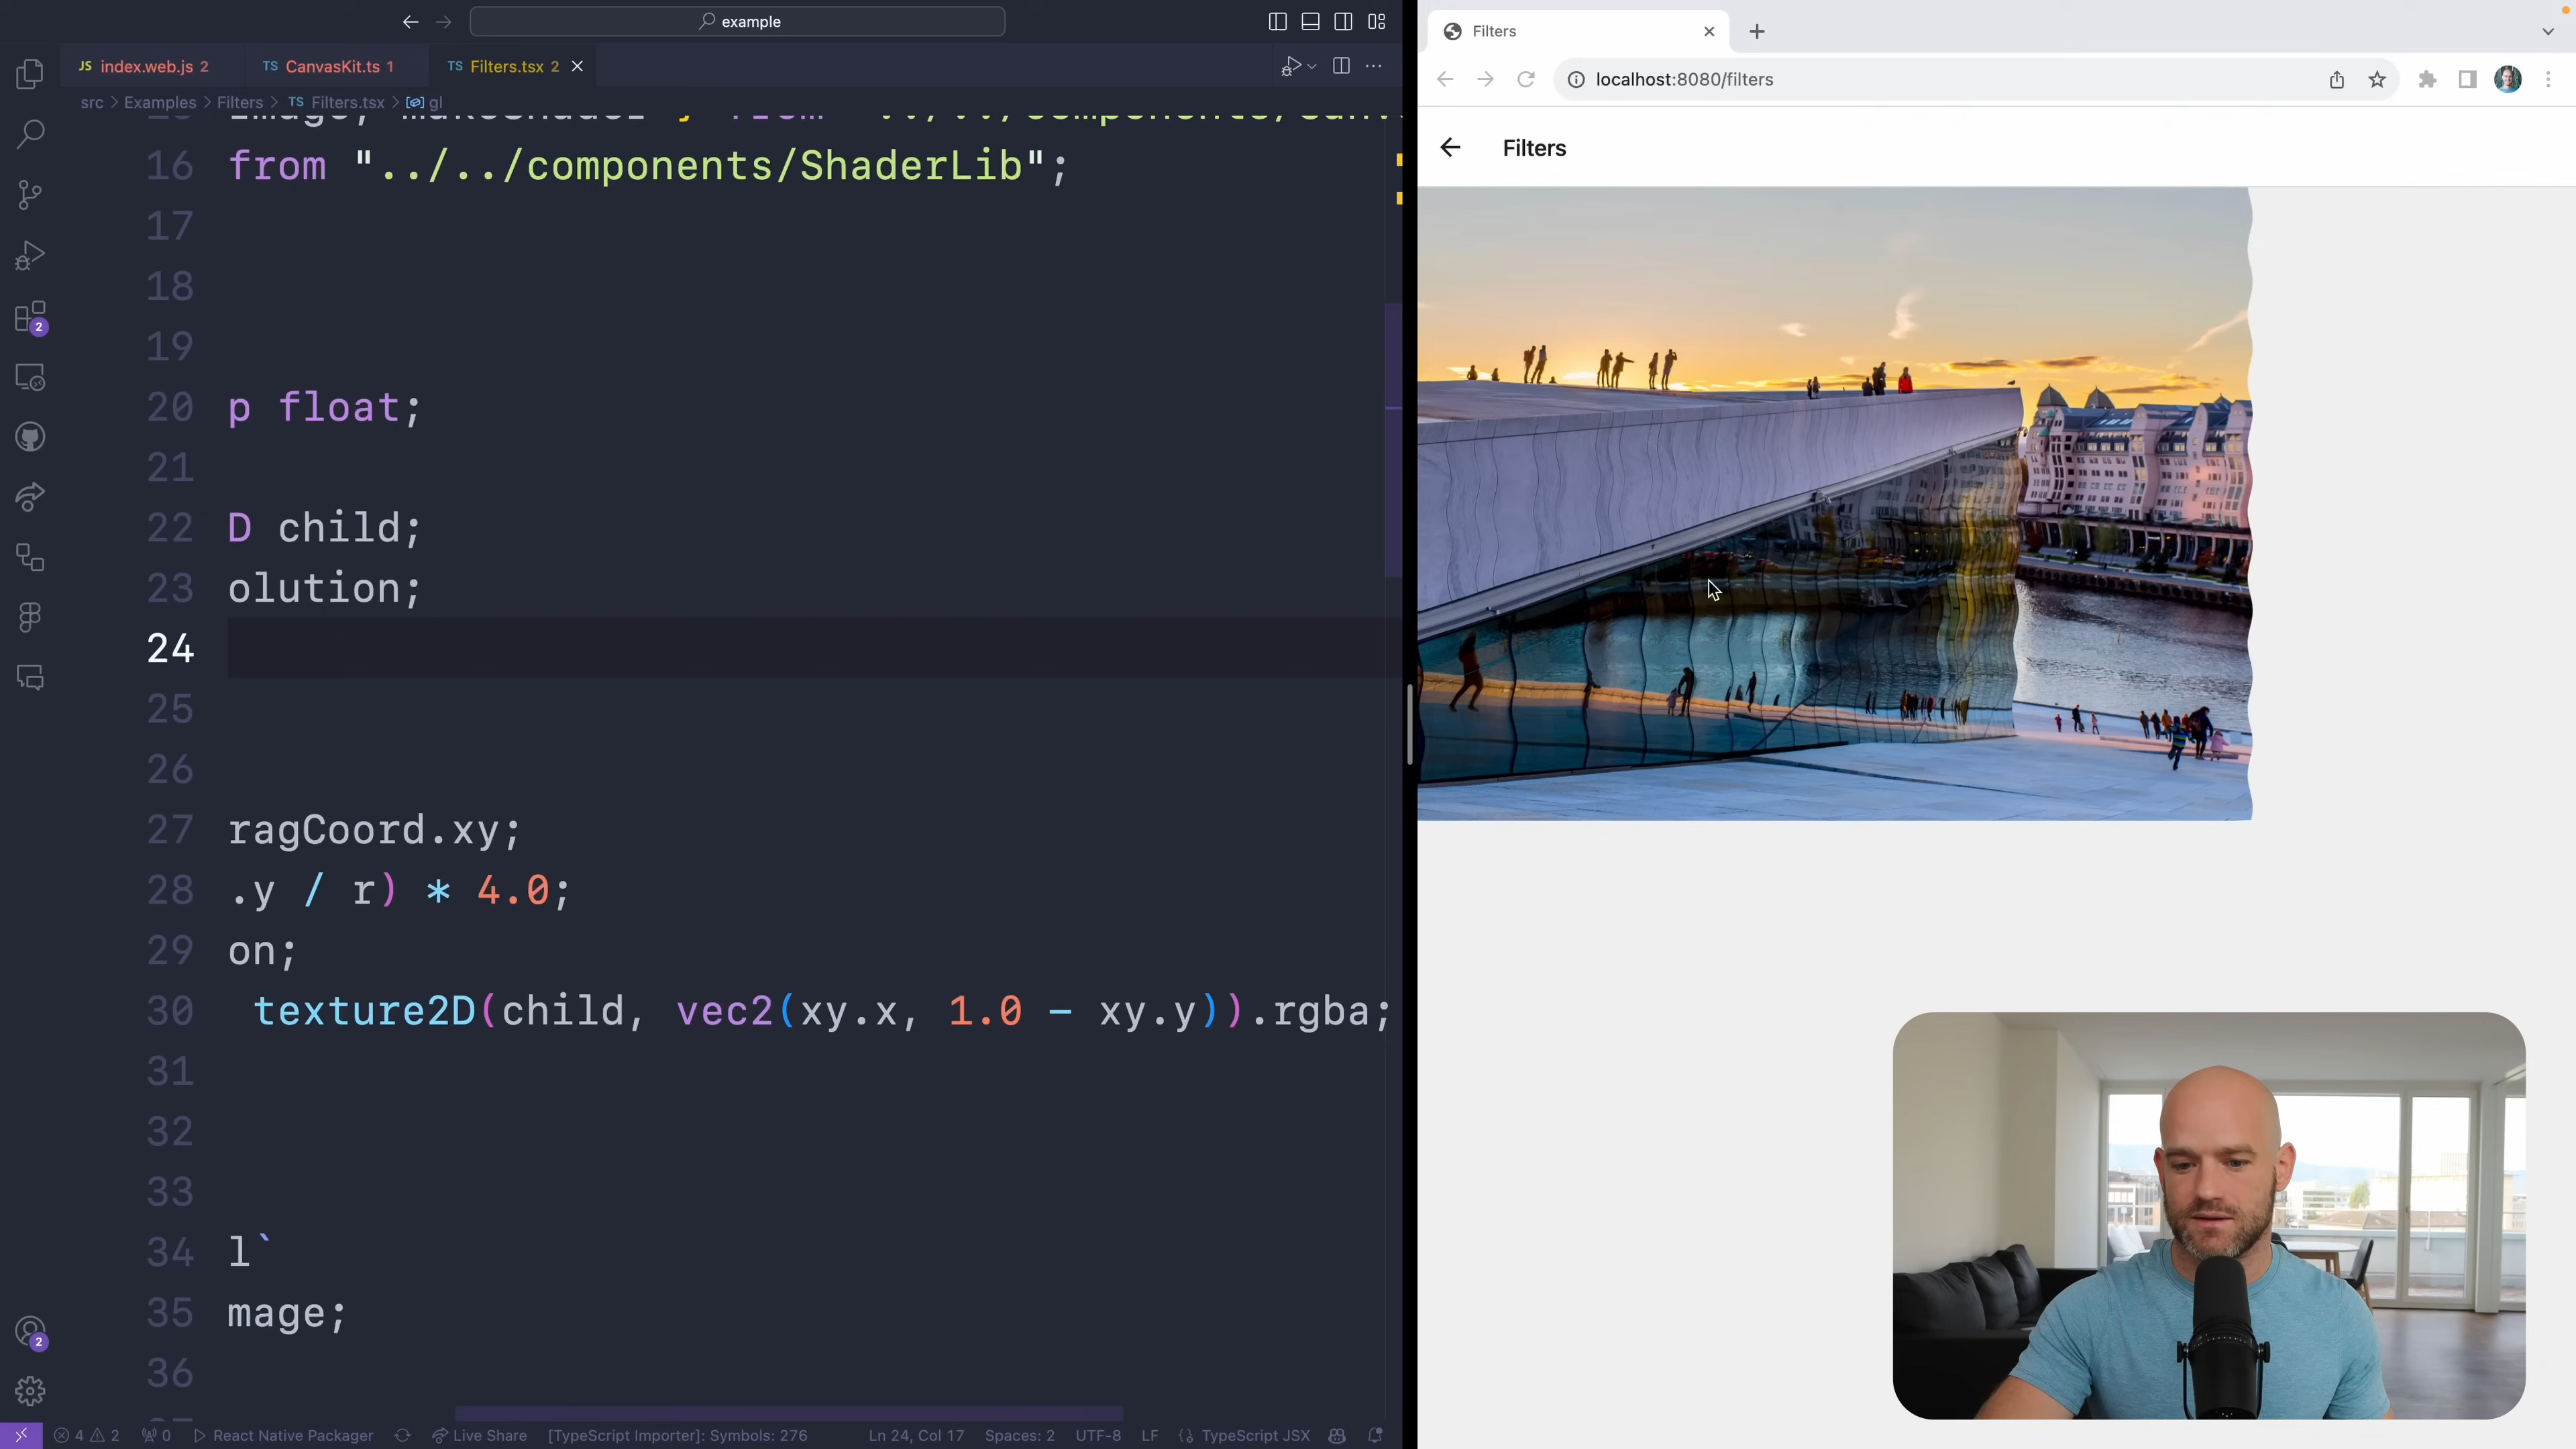 example
JS index.web.js 2
TS CanvasKit.ts 1
TS Filters.tsx 2
src > Examples > Filters > TS Filters.tsx > gl
16 from "../../components/ShaderLib";
17
18
19
20 p float;
21
22 D child;
23 olution;
24
25
26
27 ragCoord.xy;
28 .y / r) * 4.0;
29 on;
30 texture2D(child, vec2(xy.x, 1.0 - xy.y)).rgba;
31
32
33
34 l`
35 mage;
36
2
2
4 2 0 React Native Packager Live Share [TypeScript Importer]: Symbols: 276 Ln 24, Col 17 Spaces: 2 UTF-8 LF TypeScript JSX
Filters
localhost:8080/filters
Filters